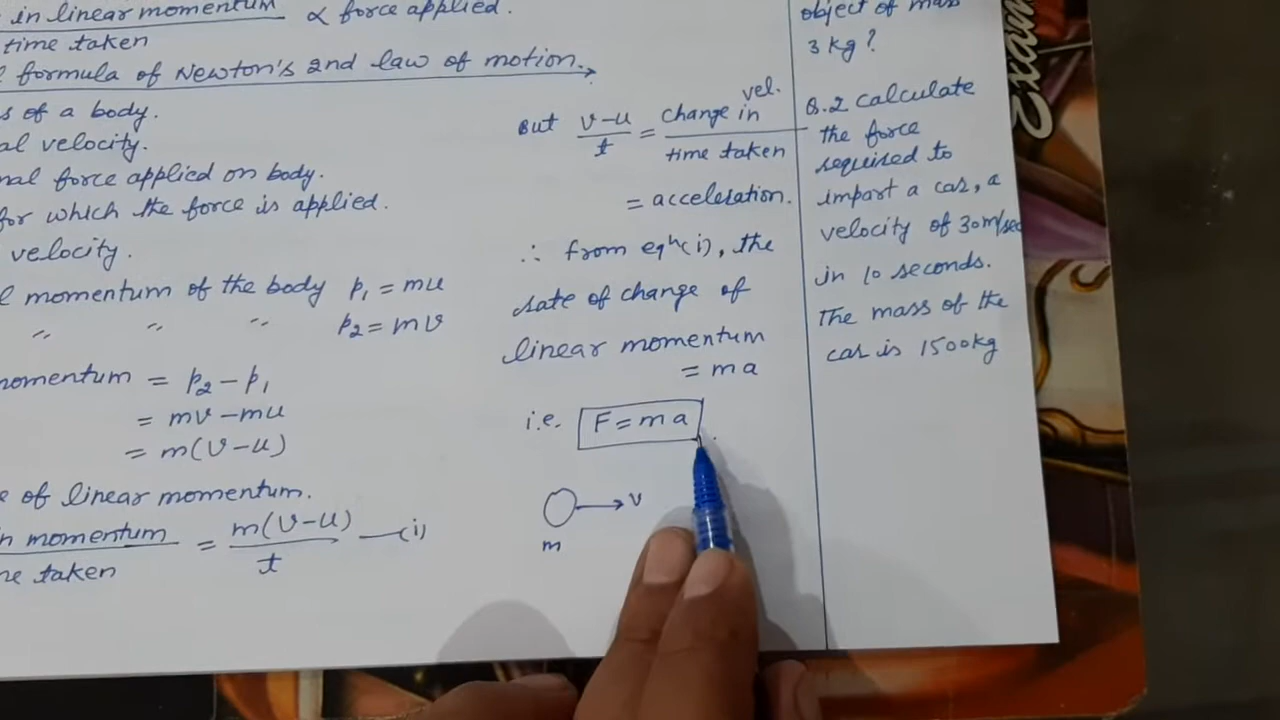 in linear momentum ∝ force applied.
time taken
formula of Newton's 2nd law of motion.
s of a body.
al velocity.
nal force applied on body.
for which the force is applied.
velocity.
l momentum of the body p₁ = mu
〃 〃 〃 p₂ = mv
momentum = p₂ - p₁
= mv - mu
= m(v-u)
e of linear momentum.
n momentum = m(v-u) —(i)
me taken t
But v-u = change in vel.
t time taken
= acceleration.
∴ from eqⁿ(i), the
rate of change of
linear momentum
= ma
i.e. F = ma
v
m
object of mass
3 kg?
Q.2 calculate
the force
required to
impart a car, a
velocity of 30m/sec
in 10 seconds.
The mass of the
car is 1500kg
Exam